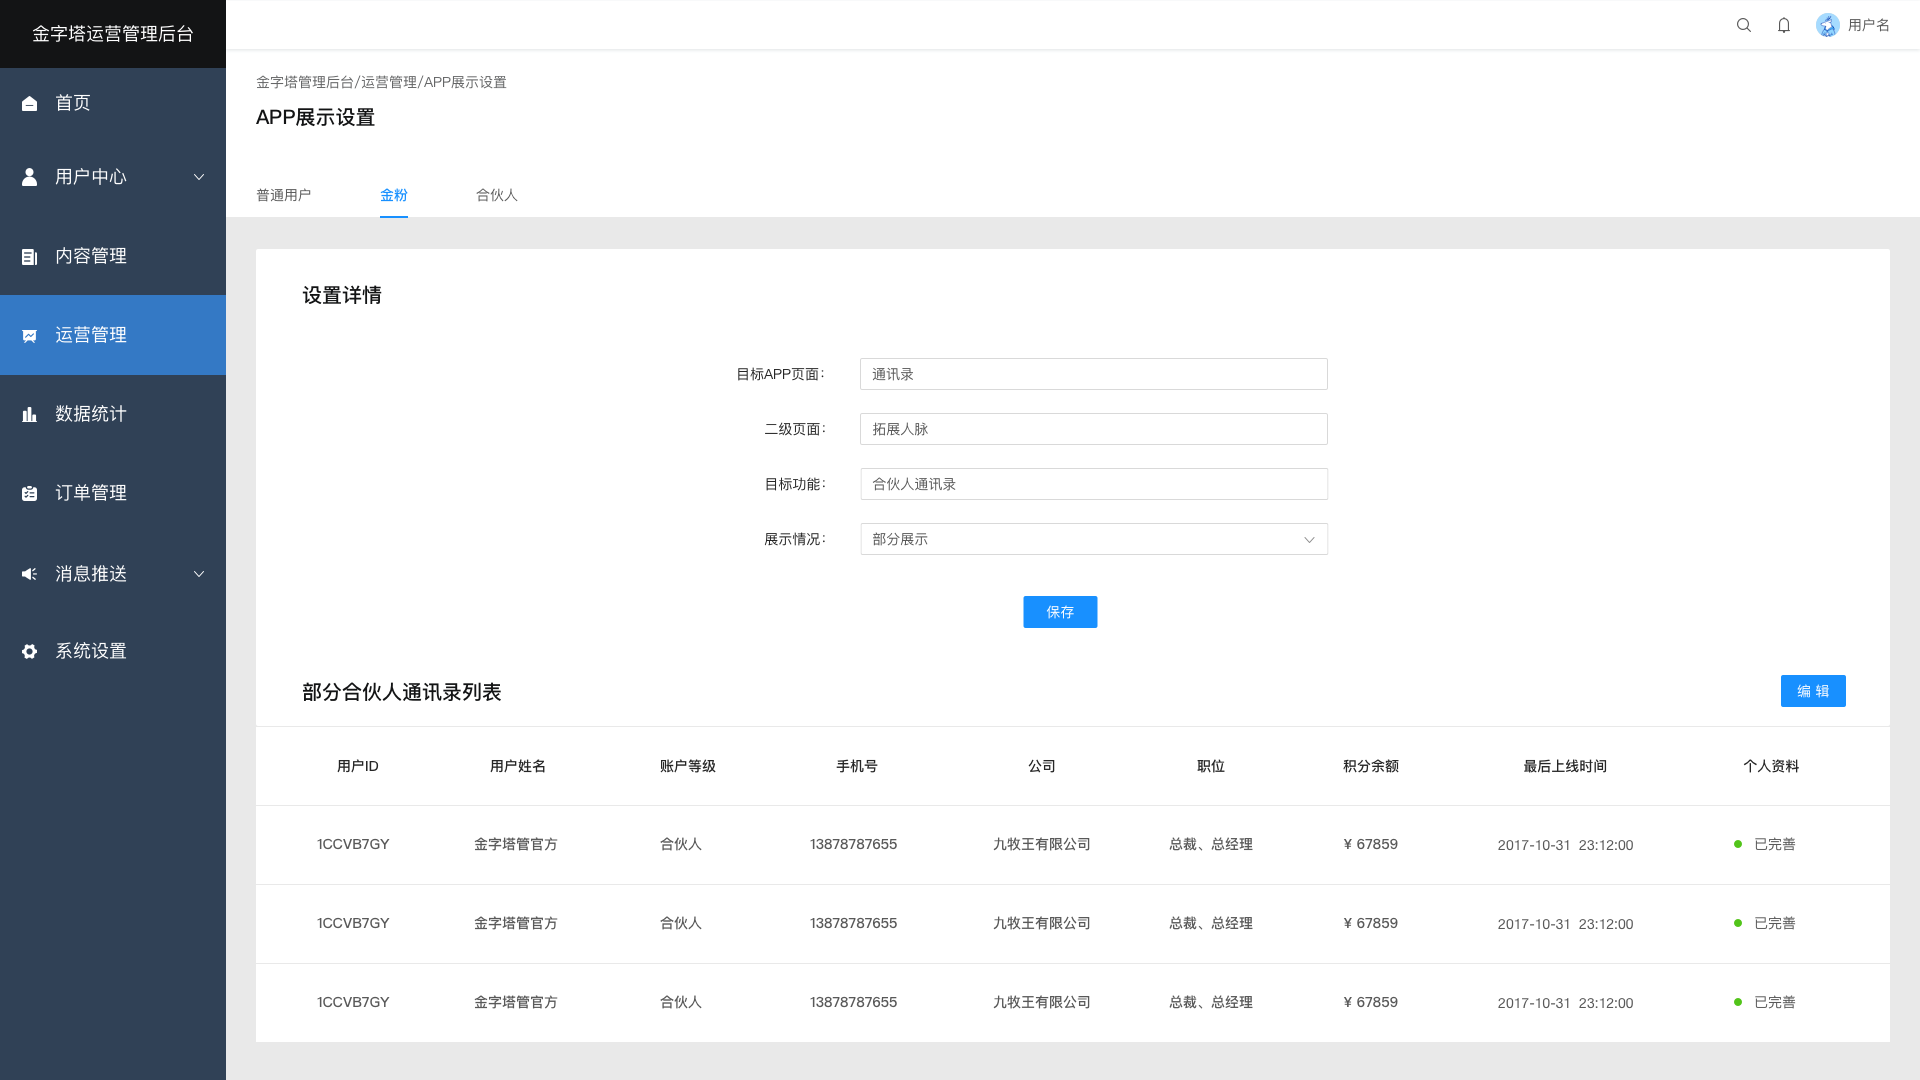 金字塔运营管理后台
用户名
首页
用户中心
内容管理
运营管理
数据统计
订单管理
消息推送
系统设置
金字塔管理后台/运营管理/APP展示设置
APP展示设置
普通用户 金粉 合伙人
设置详情
目标APP页面： 通讯录
二级页面： 拓展人脉
目标功能： 合伙人通讯录
展示情况： 部分展示
保存
部分合伙人通讯录列表 编 辑
用户ID 用户姓名 账户等级 手机号 公司 职位 积分余额 最后上线时间 个人资料
1CCVB7GY 金字塔管官方 合伙人 13878787655 九牧王有限公司 总裁、总经理 ¥ 67859 2017-10-31 23:12:00 已完善
1CCVB7GY 金字塔管官方 合伙人 13878787655 九牧王有限公司 总裁、总经理 ¥ 67859 2017-10-31 23:12:00 已完善
1CCVB7GY 金字塔管官方 合伙人 13878787655 九牧王有限公司 总裁、总经理 ¥ 67859 2017-10-31 23:12:00 已完善